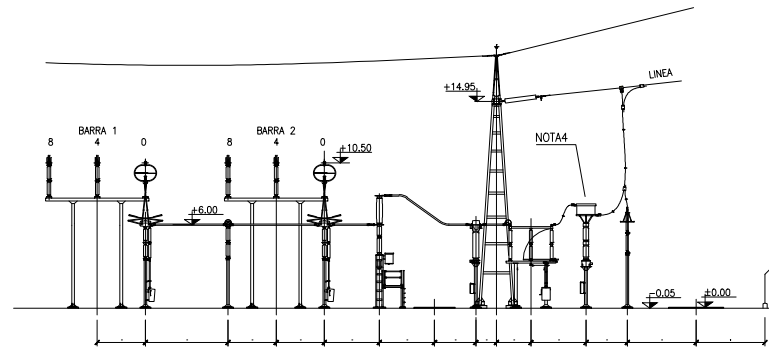 LINEA
+14.95
BARRA 1
BARRA 2
8 4 0
8 4 0
+10.50
NOTA4
+6.00
-0.05
±0.00